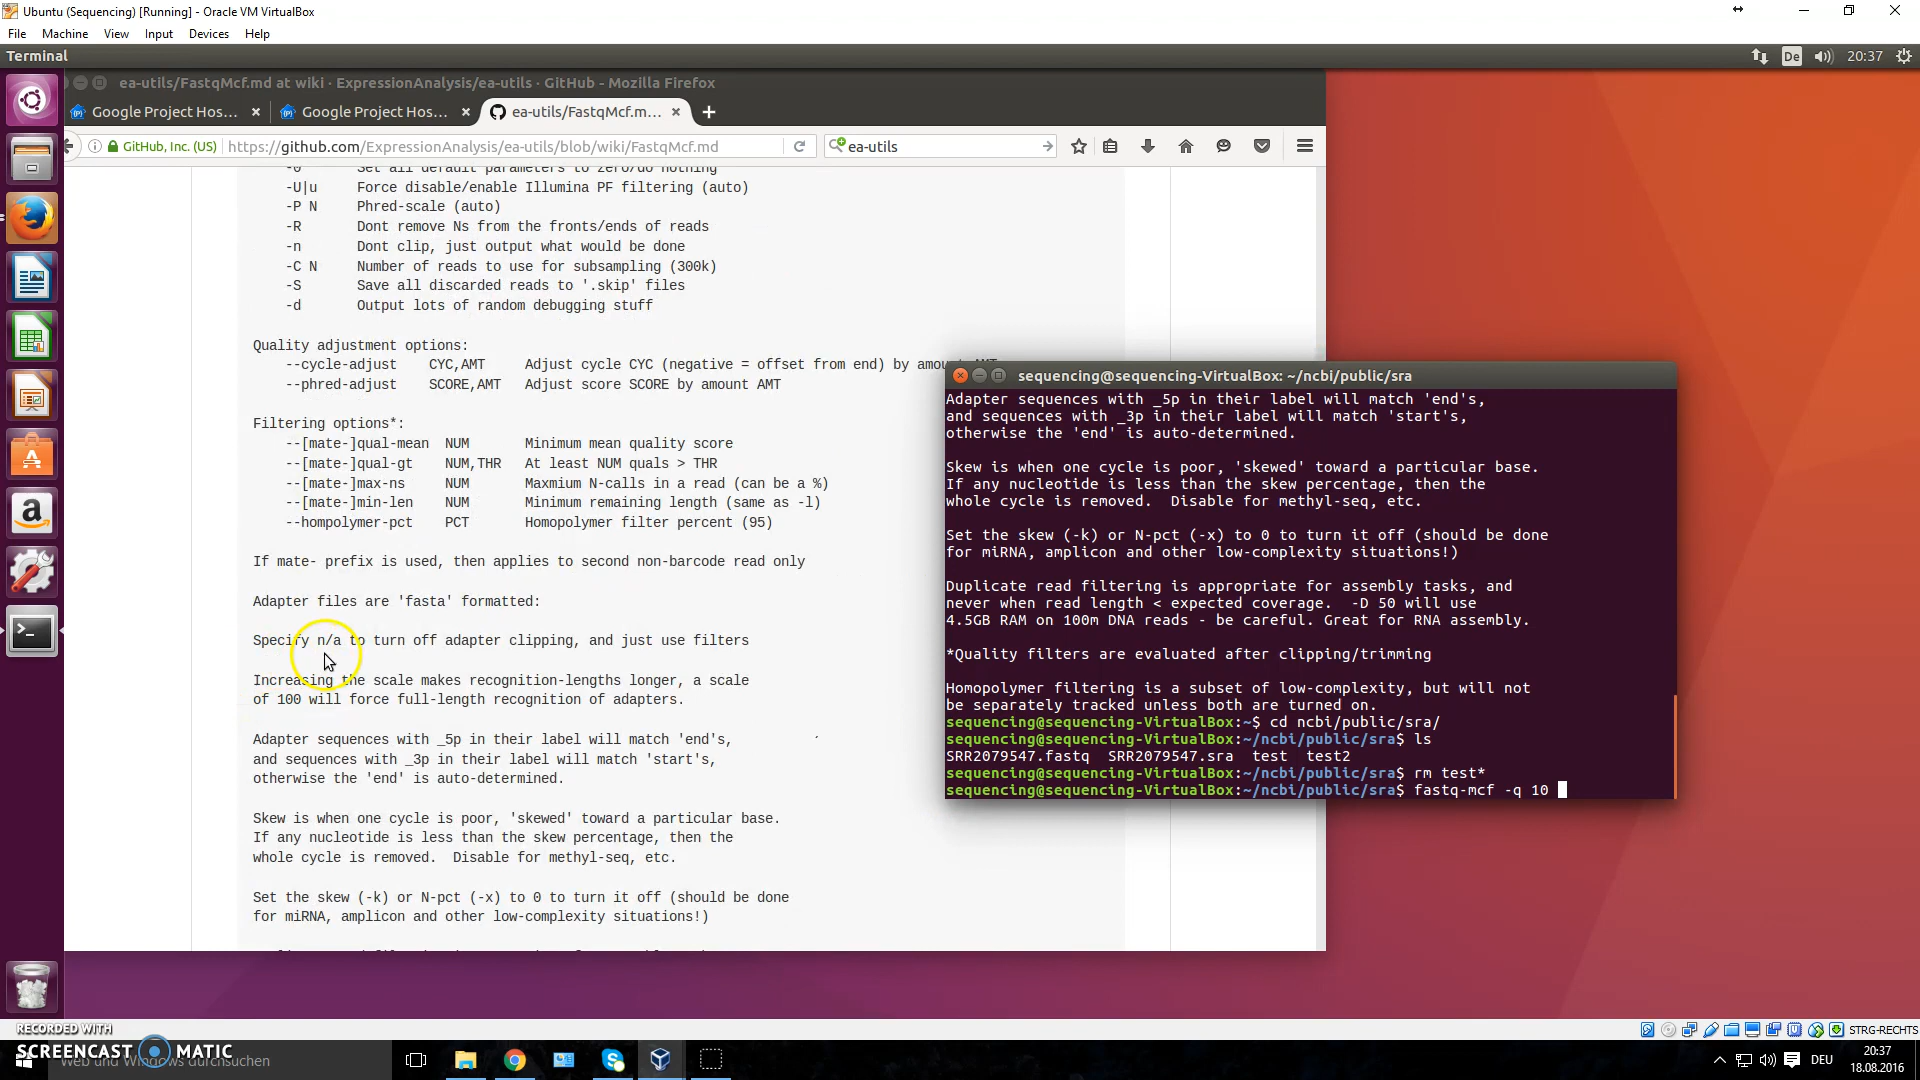 Ubuntu (Sequencing) [Running] - Oracle VM VirtualBox
File Machine View Input Devices Help
Terminal
De
20:37
ea-utils/FastqMcf.md at wiki · ExpressionAnalysis/ea-utils · GitHub - Mozilla Firefox
Google Project Hos...
Google Project Hos...
ea-utils/FastqMcf.m...
GitHub, Inc. (US)
https://github.com/ExpressionAnalysis/ea-utils/blob/wiki/FastqMcf.md
ea-utils
-0 Set all default parameters to zero/do nothing
-U|u Force disable/enable Illumina PF filtering (auto)
-P N Phred-scale (auto)
-R Dont remove Ns from the fronts/ends of reads
-n Dont clip, just output what would be done
-C N Number of reads to use for subsampling (300k)
-S Save all discarded reads to '.skip' files
-d Output lots of random debugging stuff
Quality adjustment options:
--cycle-adjust CYC,AMT Adjust cycle CYC (negative = offset from end) by amount AMT
--phred-adjust SCORE,AMT Adjust score SCORE by amount AMT
Filtering options*:
--[mate-]qual-mean NUM Minimum mean quality score
--[mate-]qual-gt NUM,THR At least NUM quals > THR
--[mate-]max-ns NUM Maxmium N-calls in a read (can be a %)
--[mate-]min-len NUM Minimum remaining length (same as -l)
--hompolymer-pct PCT Homopolymer filter percent (95)
If mate- prefix is used, then applies to second non-barcode read only
Adapter files are 'fasta' formatted:
Specify n/a to turn off adapter clipping, and just use filters
Increasing the scale makes recognition-lengths longer, a scale
of 100 will force full-length recognition of adapters.
Adapter sequences with _5p in their label will match 'end's,
and sequences with _3p in their label will match 'start's,
otherwise the 'end' is auto-determined.
Skew is when one cycle is poor, 'skewed' toward a particular base.
If any nucleotide is less than the skew percentage, then the
whole cycle is removed. Disable for methyl-seq, etc.
Set the skew (-k) or N-pct (-x) to 0 to turn it off (should be done
for miRNA, amplicon and other low-complexity situations!)
sequencing@sequencing-VirtualBox: ~/ncbi/public/sra
Adapter sequences with _5p in their label will match 'end's,
and sequences with _3p in their label will match 'start's,
otherwise the 'end' is auto-determined.
Skew is when one cycle is poor, 'skewed' toward a particular base.
If any nucleotide is less than the skew percentage, then the
whole cycle is removed. Disable for methyl-seq, etc.
Set the skew (-k) or N-pct (-x) to 0 to turn it off (should be done
for miRNA, amplicon and other low-complexity situations!)
Duplicate read filtering is appropriate for assembly tasks, and
never when read length < expected coverage. -D 50 will use
4.5GB RAM on 100m DNA reads - be careful. Great for RNA assembly.
*Quality filters are evaluated after clipping/trimming
Homopolymer filtering is a subset of low-complexity, but will not
be separately tracked unless both are turned on.
sequencing@sequencing-VirtualBox:~$ cd ncbi/public/sra/
sequencing@sequencing-VirtualBox:~/ncbi/public/sra$ ls
SRR2079547.fastq SRR2079547.sra test test2
sequencing@sequencing-VirtualBox:~/ncbi/public/sra$ rm test*
sequencing@sequencing-VirtualBox:~/ncbi/public/sra$ fastq-mcf -q 10
STRG-RECHTS
RECORDED WITH
SCREENCAST MATIC
Web und Windows durchsuchen
DEU
20:37
18.08.2016